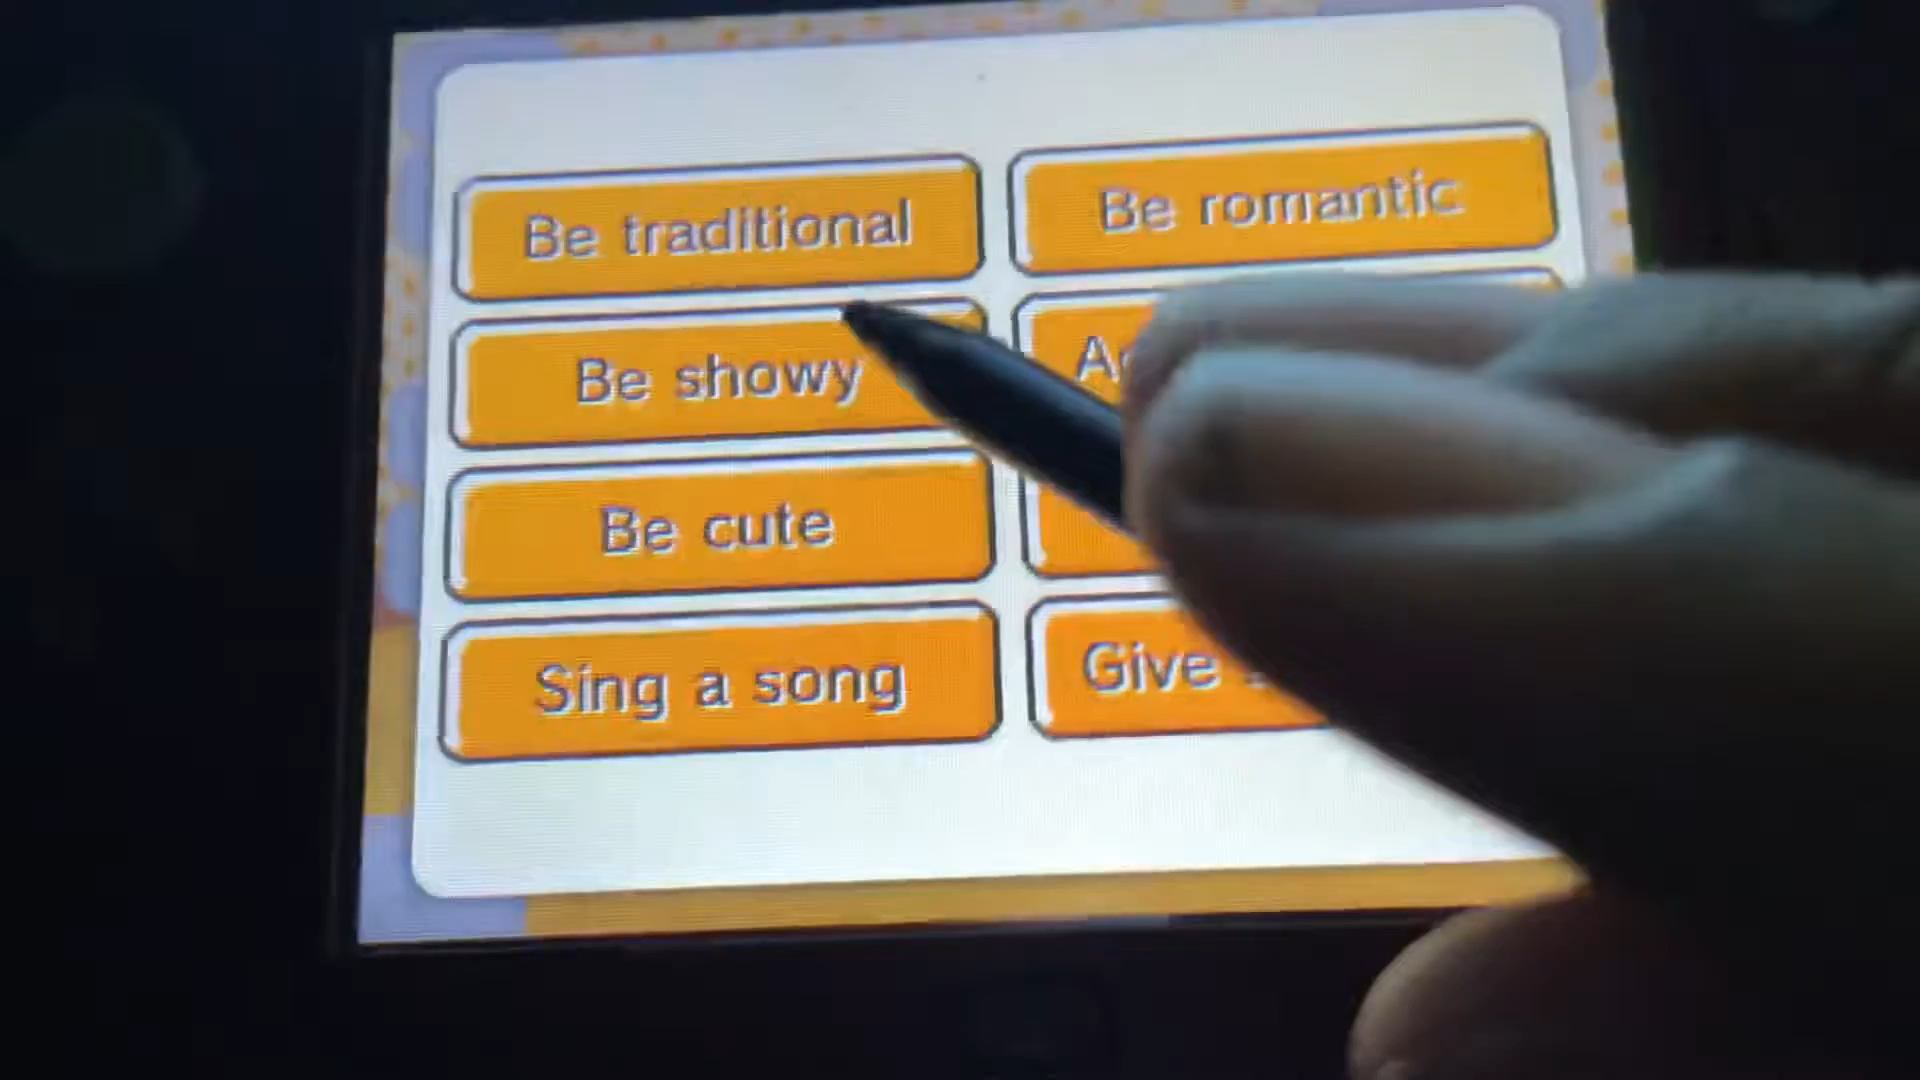 Be traditional
Be romantic
Be showy
Be cute
Sing a song
Give